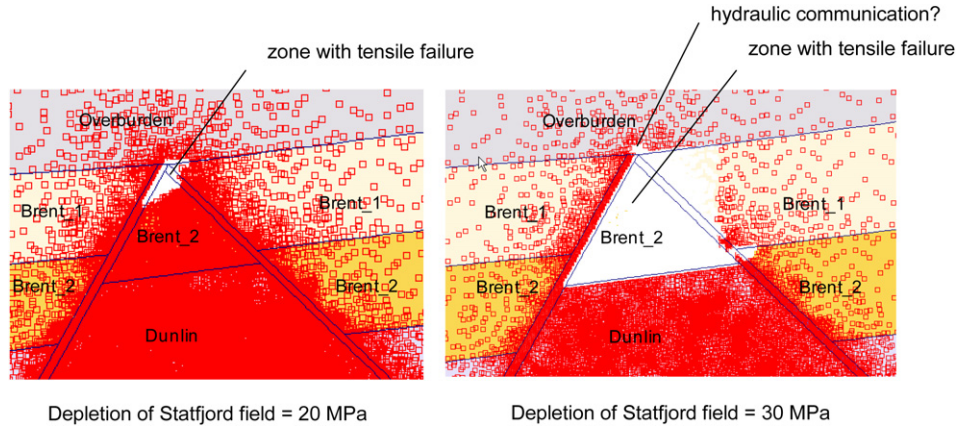 hydraulic communication?
zone with tensile failure
zone with tensile failure
Overburden
Brent_1
Brent_1
Brent_2
Brent_2
Brent_2
Dunlin
Overburden
Brent_1
Brent_1
Brent_2
Brent_2
Brent_2
Dunlin
Depletion of Statfjord field = 20 MPa
Depletion of Statfjord field = 30 MPa